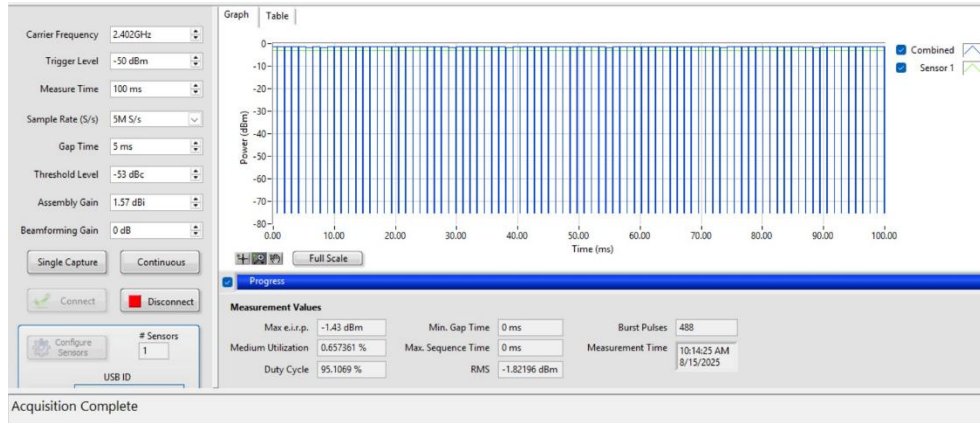 Carrier Frequency 2.402GHz
Trigger Level -50 dBm
Measure Time 100 ms
Sample Rate (S/s) 5M S/s
Gap Time 5 ms
Threshold Level -53 dBc
Assembly Gain 1.57 dBi
Beamforming Gain 0 dB
Single Capture Continuous
Connect Disconnect
Configure Sensors
# Sensors
1
USB ID
Graph Table
Power (dBm)
0
-10
-20
-30
-40
-50
-60
-70
-80
0.00 10.00 20.00 30.00 40.00 50.00 60.00 70.00 80.00 90.00 100.00
Time (ms)
Combined
Sensor 1
Full Scale
Progress
Measurement Values
Max e.i.r.p. -1.43 dBm Min. Gap Time 0 ms Burst Pulses 488
Medium Utilization 0.657361 % Max. Sequence Time 0 ms Measurement Time 10:14:25 AM
8/15/2025
Duty Cycle 95.1069 % RMS -1.82196 dBm
Acquisition Complete